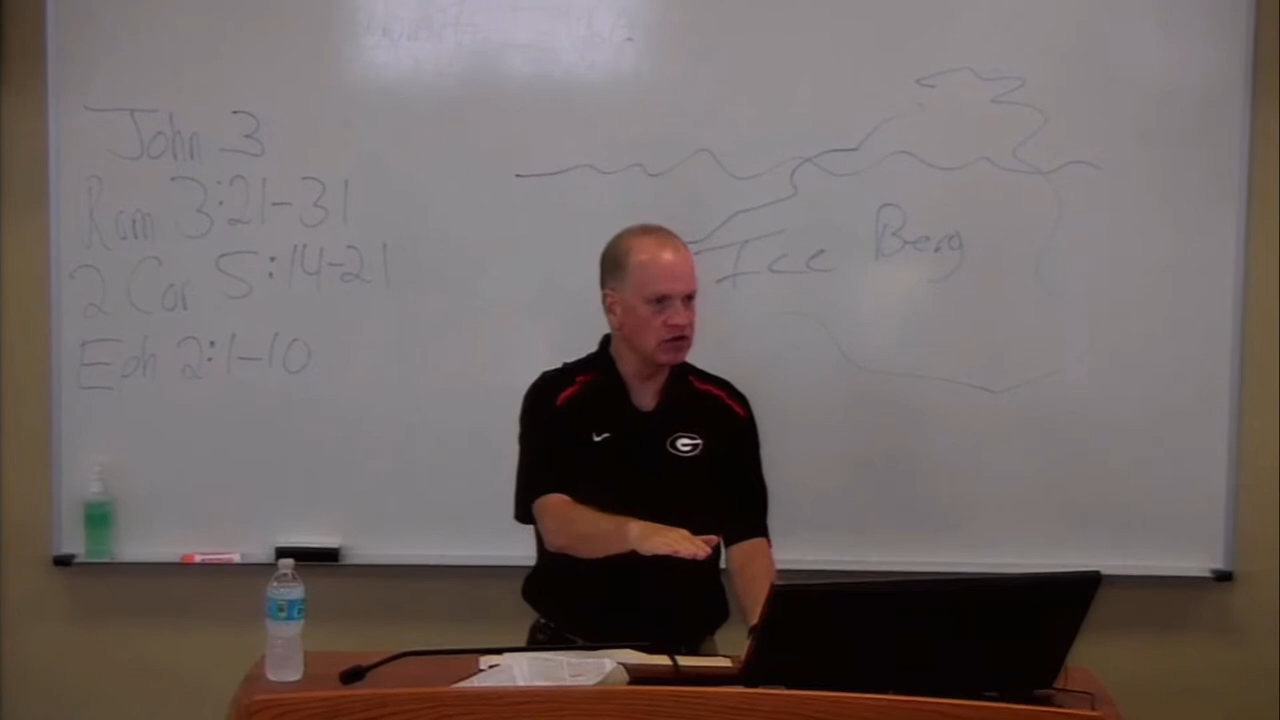 John 3
Rom 3:21-31
2 Cor 5:14-21
Eph 2:1-10
Ice Berg
G